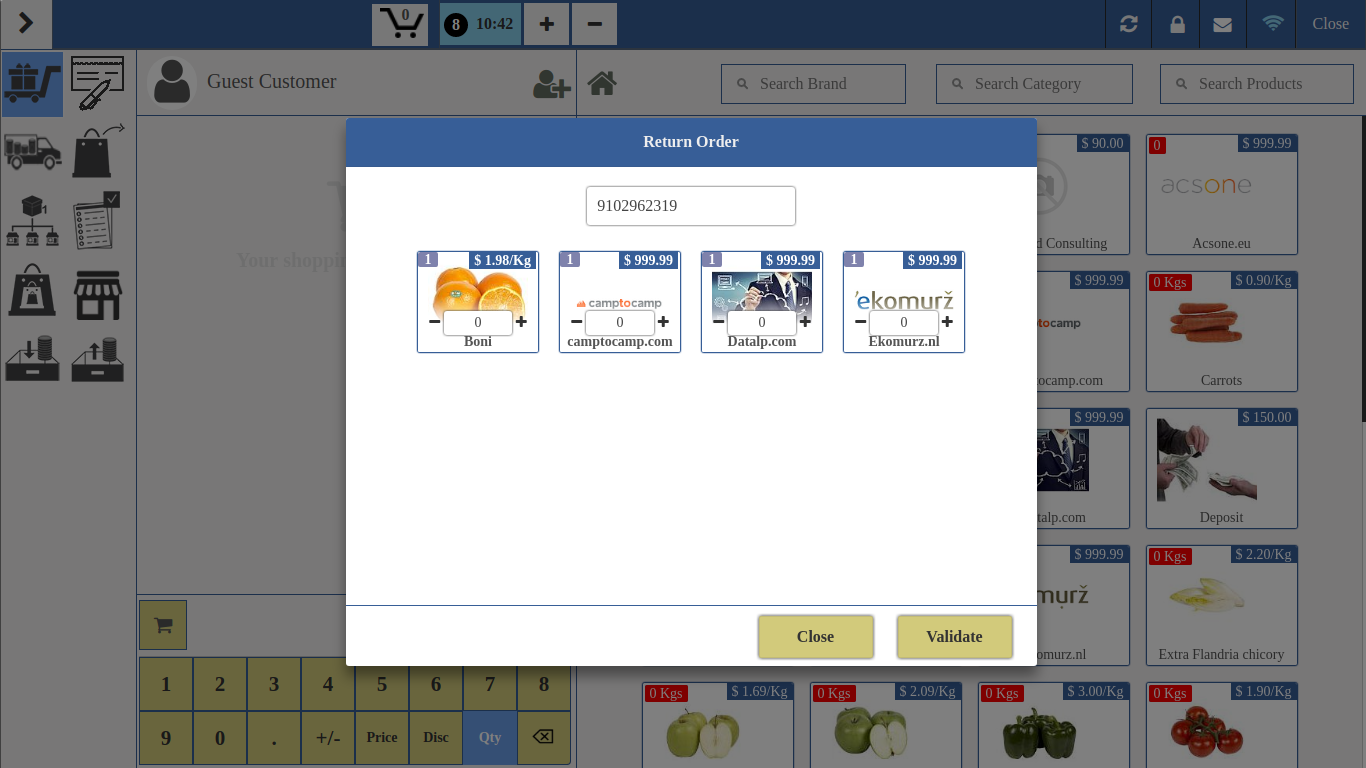 0
8 10:42 + −
Close
Guest Customer
Search Brand
Search Category
Search Products
Return Order
9102962319
1 $ 1.98/Kg
− 0 +
Boni
1 $ 999.99
camptocamp
− 0 +
camptocamp.com
1 $ 999.99
− 0 +
Datalp.com
1 $ 999.99
'ekomurž
− 0 +
Ekomurz.nl
Close
Validate
Your shoppi
$ 90.00
d Consulting
0 $ 999.99
acsone
Acsone.eu
$ 999.99
tocamp
ocamp.com
0 Kgs $ 0.90/Kg
Carrots
$ 999.99
talp.com
$ 150.00
Deposit
$ 999.99
murž
omurz.nl
0 Kgs $ 2.20/Kg
Extra Flandria chicory
0 Kgs $ 1.69/Kg
0 Kgs $ 2.09/Kg
0 Kgs $ 3.00/Kg
0 Kgs $ 1.90/Kg
1 2 3 4 5 6 7 8
9 0 . +/- Price Disc Qty